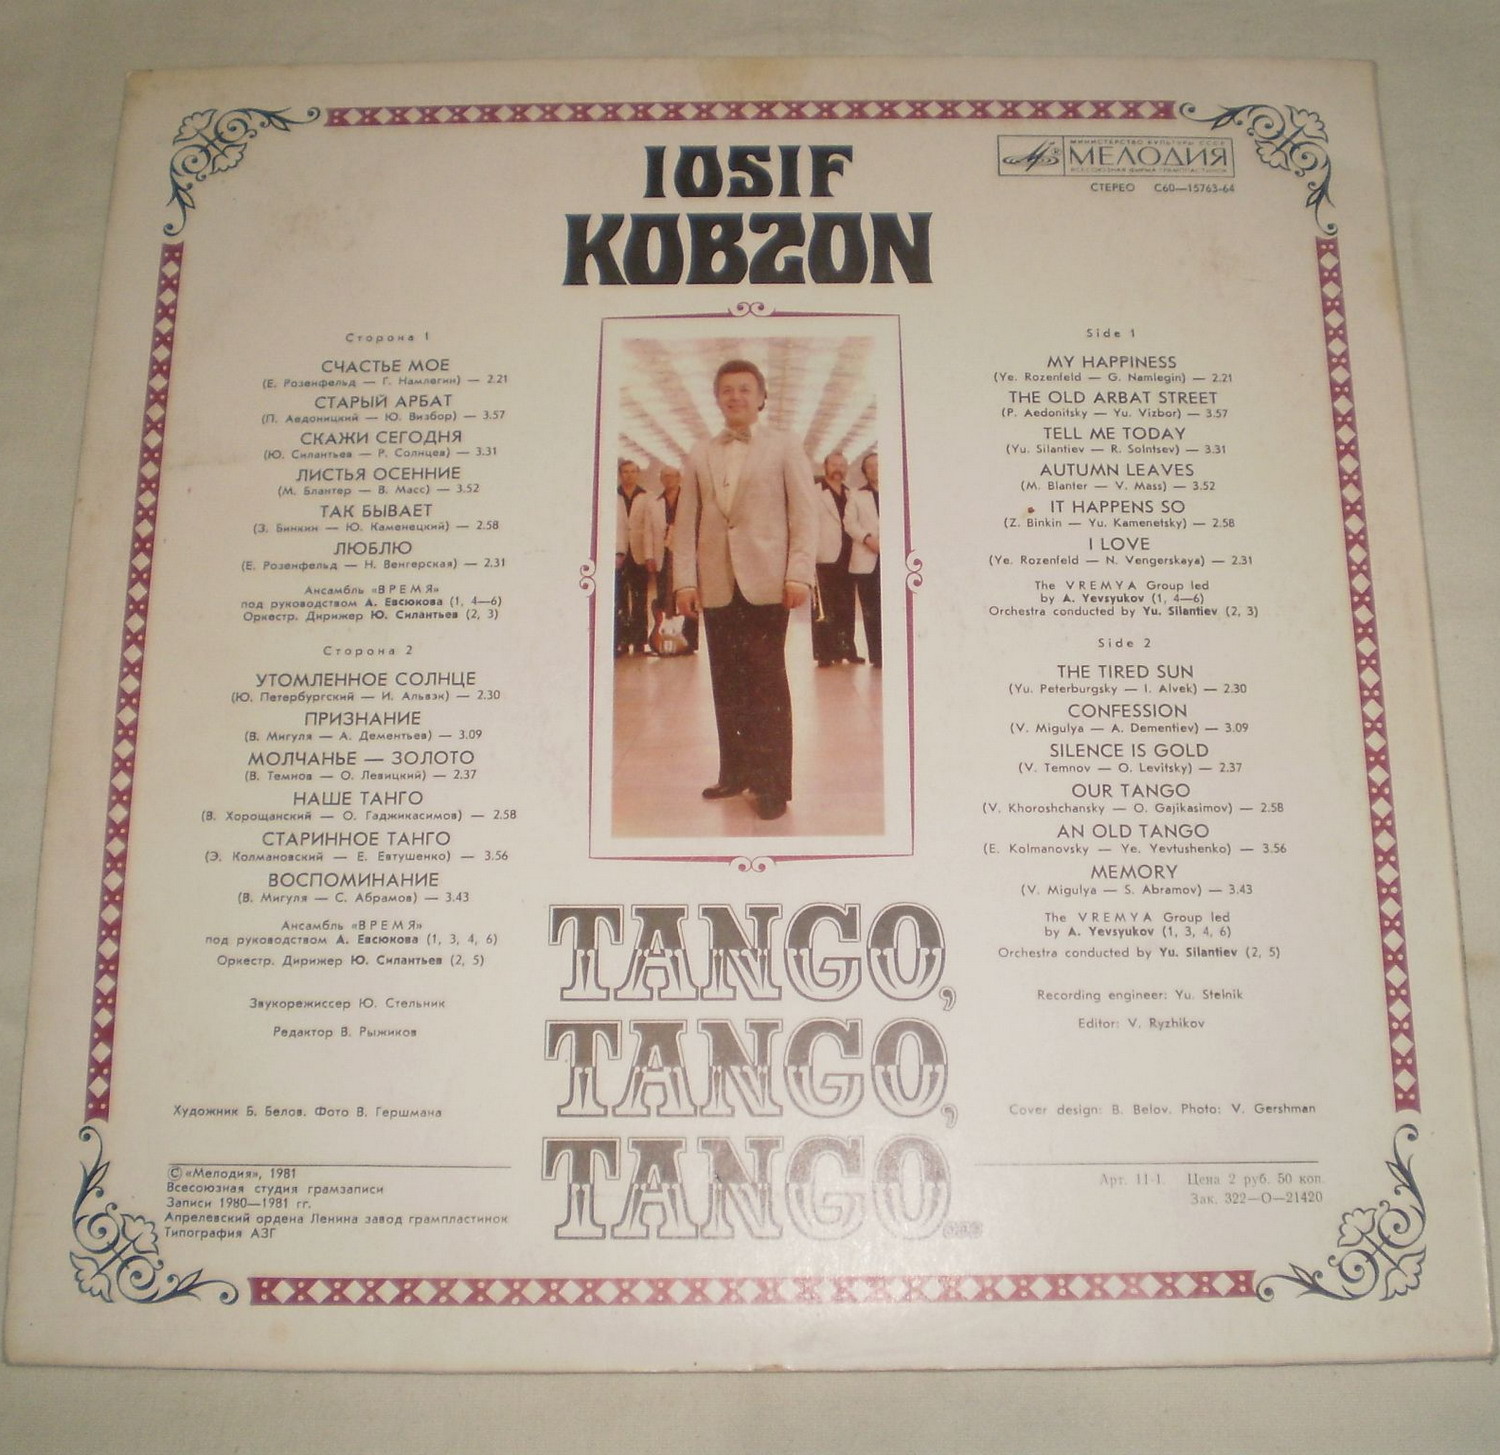 IOSIF
KOBZON
МИНИСТЕРСТВО КУЛЬТУРЫ СССР
МЕЛОДИЯ
ВСЕСОЮЗНАЯ ФИРМА ГРАМПЛАСТИНОК
СТЕРЕО С60—15763-64
Сторона 1
СЧАСТЬЕ МОЕ
(Е. Розенфельд — Г. Намлегин) — 2.21
СТАРЫЙ АРБАТ
(П. Аедоницкий — Ю. Визбор) — 3.57
СКАЖИ СЕГОДНЯ
(Ю. Силантьев — Р. Солнцев) — 3.31
ЛИСТЬЯ ОСЕННИЕ
(М. Блантер — В. Масс) — 3.52
ТАК БЫВАЕТ
(З. Бинкин — Ю. Каменецкий) — 2.58
ЛЮБЛЮ
(Е. Розенфельд — Н. Венгерская) — 2.31
Ансамбль «ВРЕМЯ»
под руководством А. Евсюкова (1, 4—6)
Оркестр. Дирижер Ю. Силантьев (2, 3)
Сторона 2
УТОМЛЕННОЕ СОЛНЦЕ
(Ю. Петербургский — И. Альвэк) — 2.30
ПРИЗНАНИЕ
(В. Мигуля — А. Дементьев) — 3.09
МОЛЧАНЬЕ — ЗОЛОТО
(В. Темнов — О. Левицкий) — 2.37
НАШЕ ТАНГО
(В. Хорощанский — О. Гаджикасимов) — 2.58
СТАРИННОЕ ТАНГО
(Э. Колмановский — Е. Евтушенко) — 3.56
ВОСПОМИНАНИЕ
(В. Мигуля — С. Абрамов) — 3.43
Ансамбль «ВРЕМЯ»
под руководством А. Евсюкова (1, 3, 4, 6)
Оркестр. Дирижер Ю. Силантьев (2, 5)
Звукорежиссер Ю. Стельник
Редактор В. Рыжиков
Художник Б. Белов. Фото В. Гершмана
© «Мелодия», 1981
Всесоюзная студия грамзаписи
Записи 1980—1981 гг.
Апрелевский ордена Ленина завод грампластинок
Типография АЗГ
TANGO,
TANGO,
TANGO...
Side 1
MY HAPPINESS
(Ye. Rozenfeld — G. Namlegin) — 2.21
THE OLD ARBAT STREET
(P. Aedonitsky — Yu. Vizbor) — 3.57
TELL ME TODAY
(Yu. Silantiev — R. Solntsev) — 3.31
AUTUMN LEAVES
(M. Blanter — V. Mass) — 3.52
IT HAPPENS SO
(Z. Binkin — Yu. Kamenetsky) — 2.58
I LOVE
(Ye. Rozenfeld — N. Vengerskaya) — 2.31
The VREMYA Group led
by A. Yevsyukov (1, 4—6)
Orchestra conducted by Yu. Silantiev (2, 3)
Side 2
THE TIRED SUN
(Yu. Peterburgsky — I. Alvek) — 2.30
CONFESSION
(V. Migulya — A. Dementiev) — 3.09
SILENCE IS GOLD
(V. Temnov — O. Levitsky) — 2.37
OUR TANGO
(V. Khoroshchansky — O. Gajikasimov) — 2.58
AN OLD TANGO
(E. Kolmanovsky — Ye. Yevtushenko) — 3.56
MEMORY
(V. Migulya — S. Abramov) — 3.43
The VREMYA Group led
by A. Yevsyukov (1, 3, 4, 6)
Orchestra conducted by Yu. Silantiev (2, 5)
Recording engineer: Yu. Stelnik
Editor: V. Ryzhikov
Cover design: B. Belov. Photo: V. Gershman
Арт. 11-1. Цена 2 руб. 50 коп.
Зак. 322—О—21420